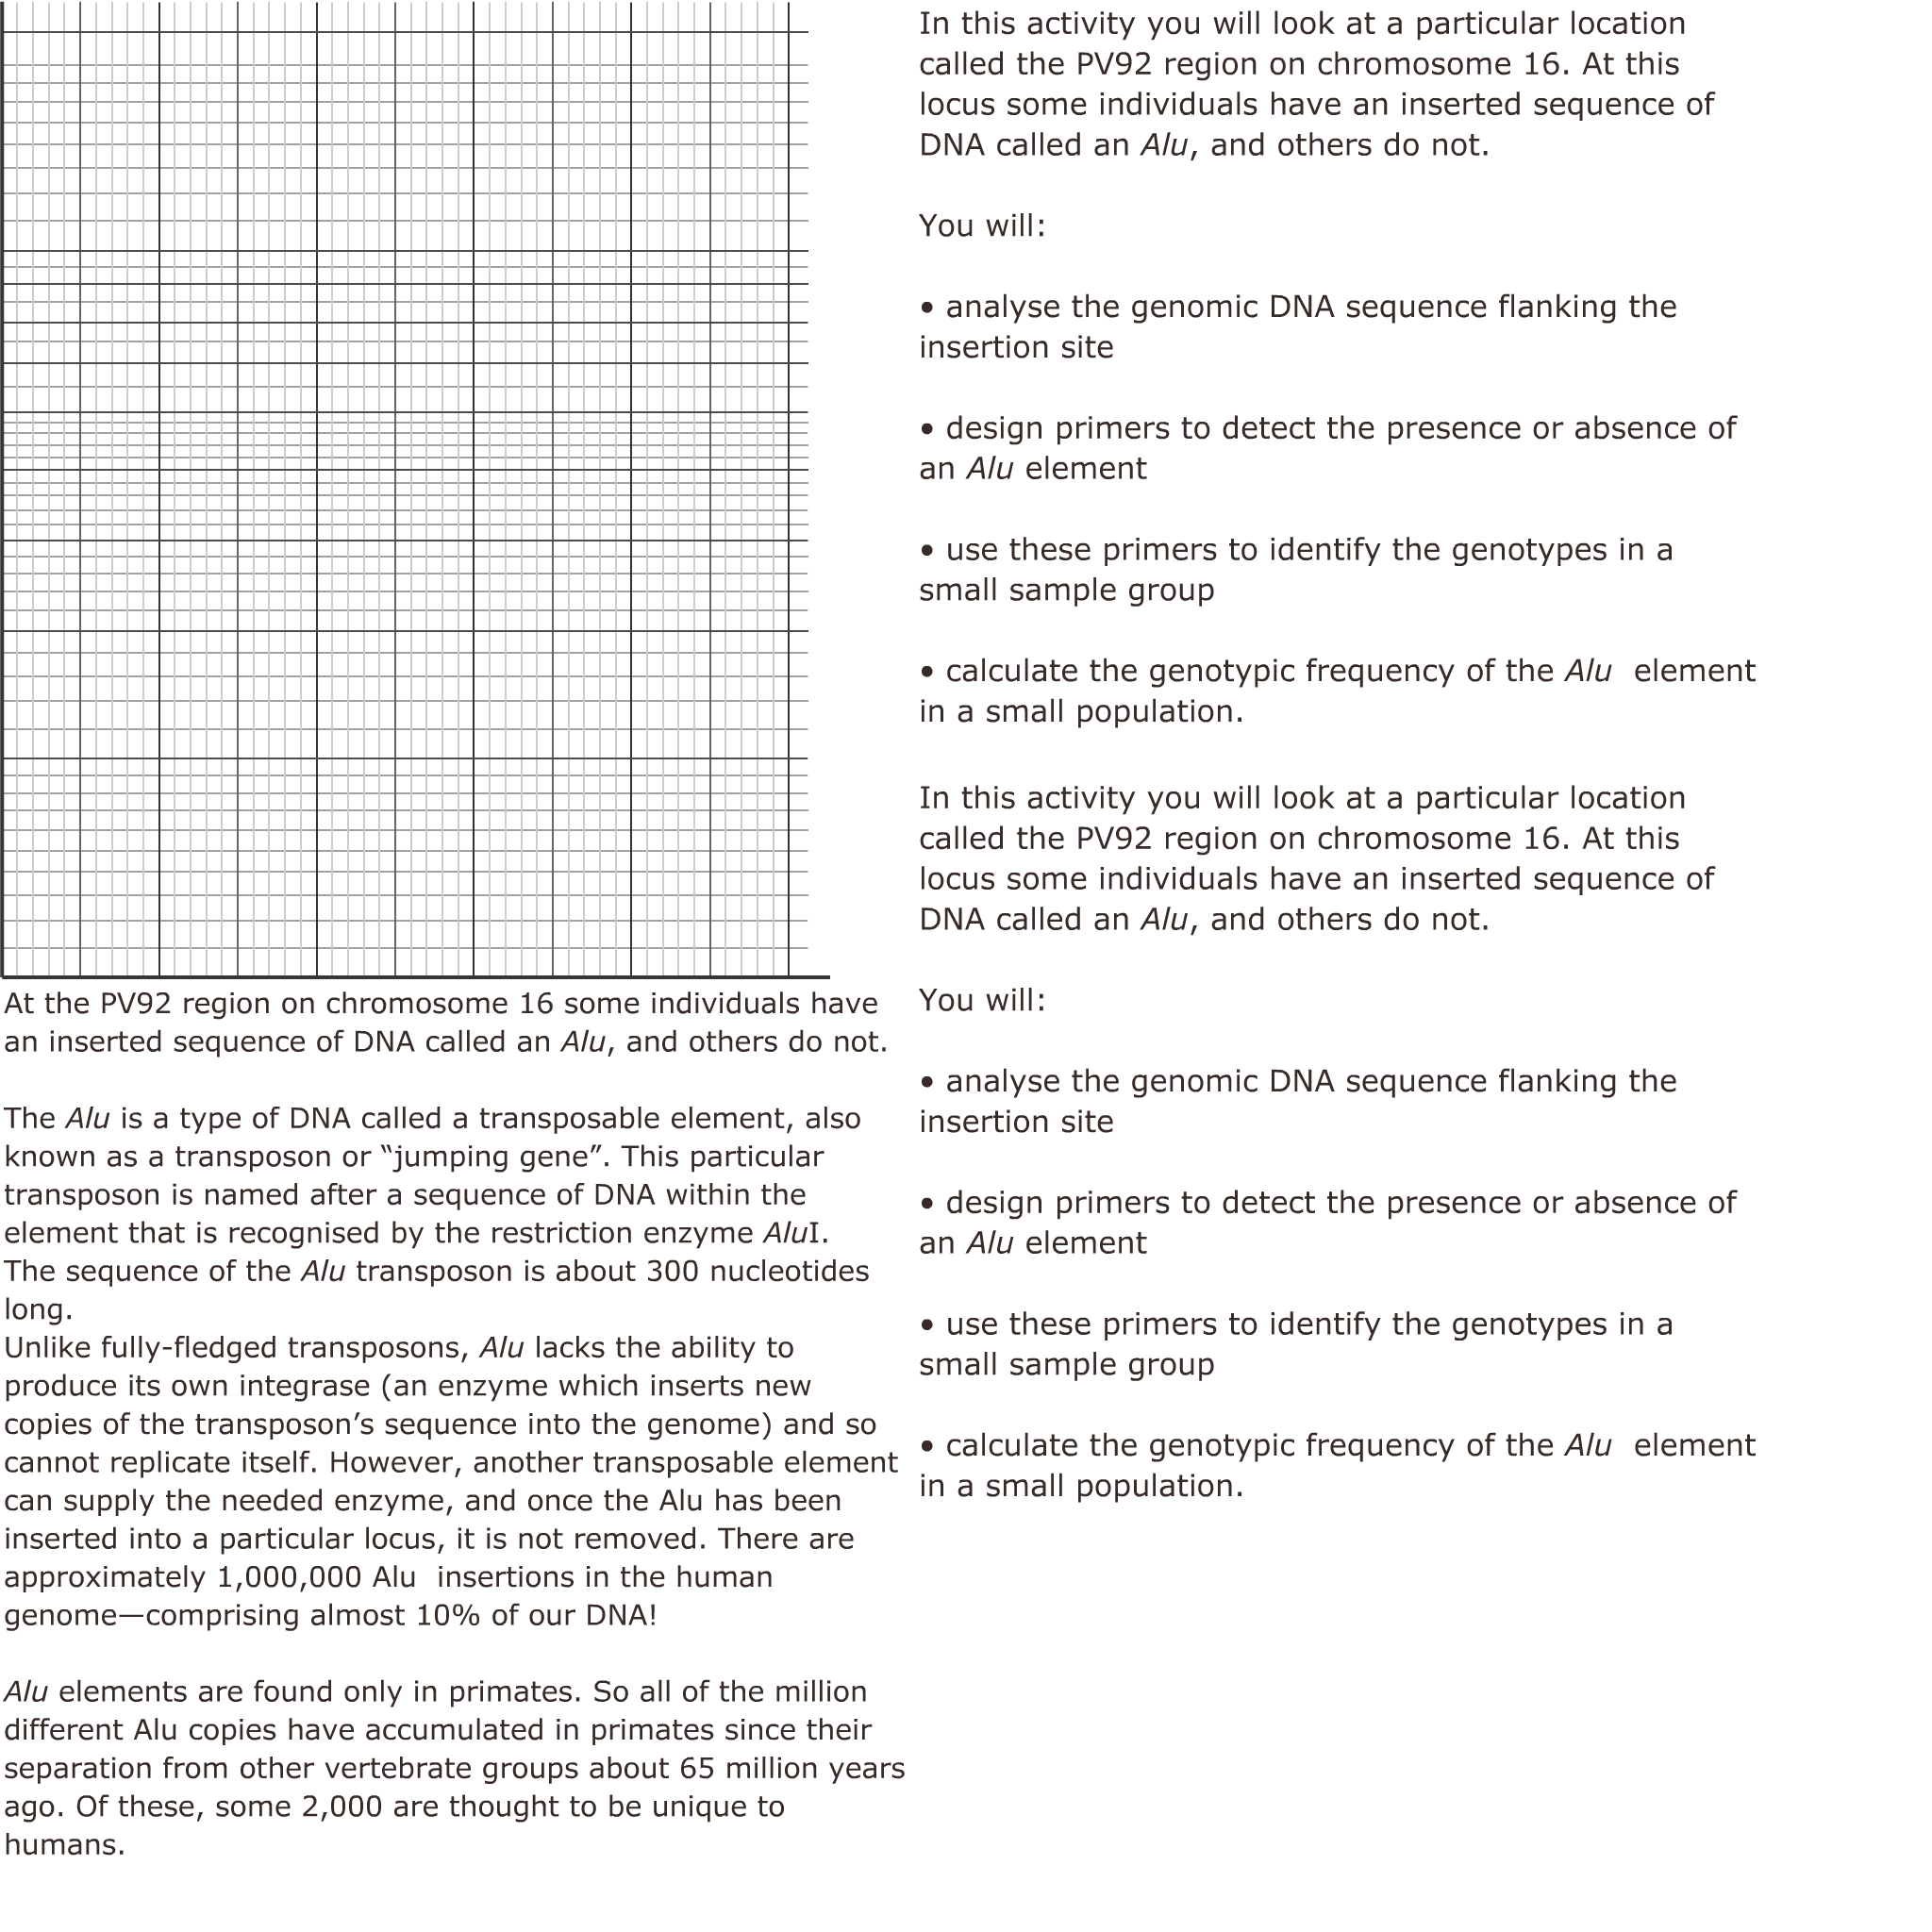 At the PV92 region on chromosome 16 some individuals have
an inserted sequence of DNA called an Alu, and others do not.
The Alu is a type of DNA called a transposable element, also
known as a transposon or “jumping gene”. This particular
transposon is named after a sequence of DNA within the
element that is recognised by the restriction enzyme AluI.
The sequence of the Alu transposon is about 300 nucleotides
long.
Unlike fully-fledged transposons, Alu lacks the ability to
produce its own integrase (an enzyme which inserts new
copies of the transposon’s sequence into the genome) and so
cannot replicate itself. However, another transposable element
can supply the needed enzyme, and once the Alu has been
inserted into a particular locus, it is not removed. There are
approximately 1,000,000 Alu  insertions in the human
genome—comprising almost 10% of our DNA!
Alu elements are found only in primates. So all of the million
different Alu copies have accumulated in primates since their
separation from other vertebrate groups about 65 million years
ago. Of these, some 2,000 are thought to be unique to
humans.
In this activity you will look at a particular location
called the PV92 region on chromosome 16. At this
locus some individuals have an inserted sequence of
DNA called an Alu, and others do not.
You will:
• analyse the genomic DNA sequence flanking the
insertion site
• design primers to detect the presence or absence of
an Alu element
• use these primers to identify the genotypes in a
small sample group
• calculate the genotypic frequency of the Alu  element
in a small population.
In this activity you will look at a particular location
called the PV92 region on chromosome 16. At this
locus some individuals have an inserted sequence of
DNA called an Alu, and others do not.
You will:
• analyse the genomic DNA sequence flanking the
insertion site
• design primers to detect the presence or absence of
an Alu element
• use these primers to identify the genotypes in a
small sample group
• calculate the genotypic frequency of the Alu  element
in a small population.